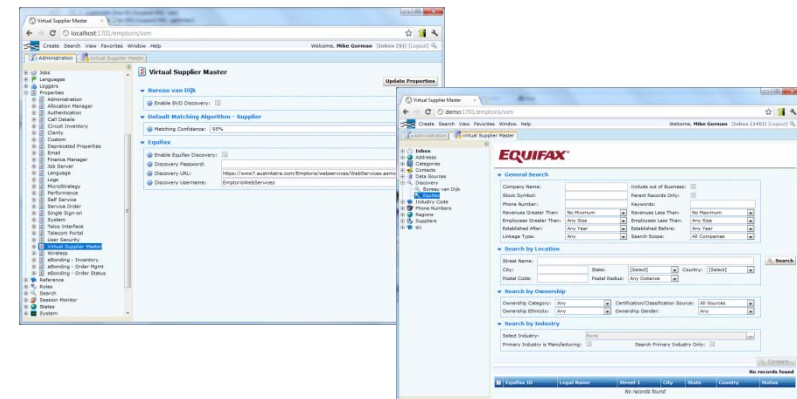 Virtual Supplier Master
localhost:1701/emptoris/vsm
Create Search View Favorites Window Help
Welcome, Mike Gorman [Inbox (95)] [Logout]
Administration Virtual Supplier Master
Jobs
Languages
Loggers
Properties
Administration
Allocation Manager
Authentication
Call Details
Circuit Inventory
Clarity
Custom
Deprecated Properties
Email
Finance Manager
Job Server
Language
Logs
MicroStrategy
Performance
Self Service
Service Order
Single Sign-on
System
Telco Interface
Telecom Portal
User Security
Virtual Supplier Master
Wireless
eBonding - Inventory
eBonding - Order Mgmt
eBonding - Order Status
Reference
Roles
Search
Session Monitor
States
System
Virtual Supplier Master
Update Properties
Bureau van Dijk
Enable BVD Discovery:
Default Matching Algorithm - Supplier
Matching Confidence: 95%
Equifax
Enable Equifax Discovery:
Discovery Password:
Discovery URL:
Discovery Username: EmptorisWebServices
Virtual Supplier Master
demo:1701/emptoris/vsm
Create Search View Favorites Window Help
Welcome, Mike Gorman [Logout]
Administration Virtual Supplier Master
Inbox
Addresses
Categories
Contacts
Data Sources
Discovery
Bureau van Dijk
Equifax
Industry Code
Phone Numbers
Regions
Suppliers
sic
EQUIFAX
General Search
Company Name: Include out of Business:
Stock Symbol: Parent Records Only:
Phone Number: Keywords:
Revenues Greater Than: No Minimum Revenues Less Than: No Maximum
Employees Greater Than: Any Size Employees Less Than: Any Size
Established After: Any Year Established Before: Any Year
Linkage Type: Any Search Scope: All Companies
Search by Location
Street Name: Search
City: State: [Select] Country: [Select]
Postal Code: Postal Radius: Any Distance
Search by Ownership
Ownership Category: Any Certification/Classification Source: All Sources
Ownership Ethnicity: Any Ownership Gender: Any
Search by Industry
Select Industry: None ...
Primary Industry is Manufacturing: Search Primary Industry Only:
Compare...
No records found
Equifax ID Legal Name Street 1 City State Country Status
No records found